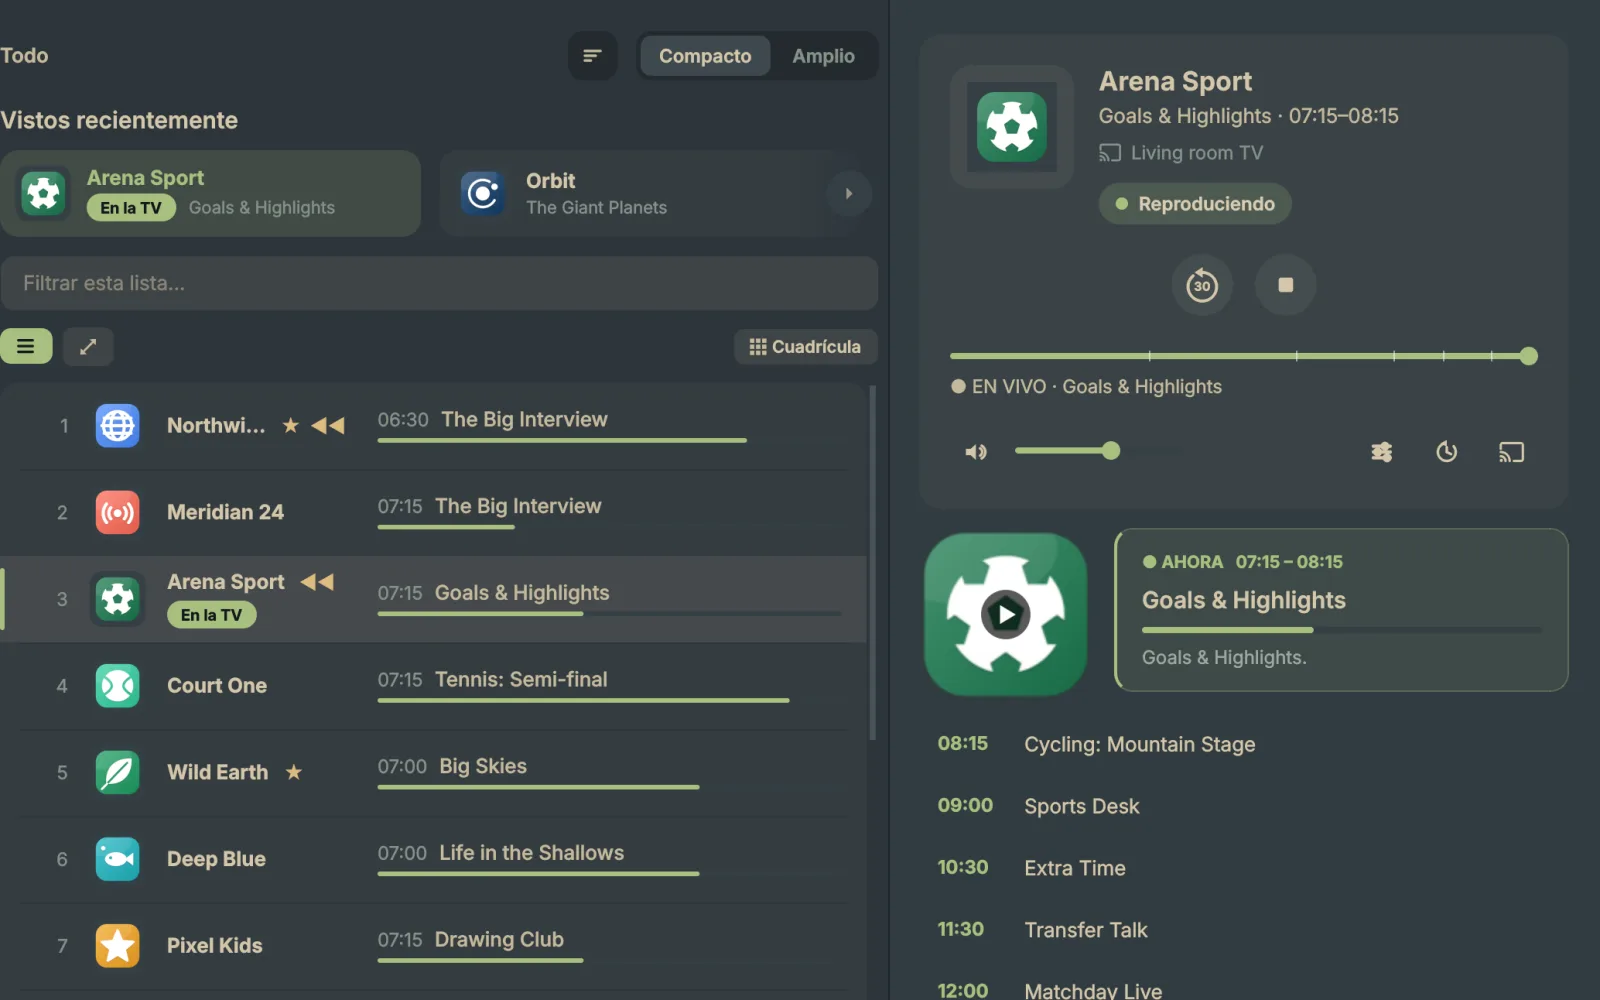 Todo
Compacto
Amplio
Vistos recientemente
Arena Sport
En la TV
Goals & Highlights
Orbit
The Giant Planets
Filtrar esta lista...
Cuadrícula
1
Northwi...
06:30 The Big Interview
2
Meridian 24
07:15 The Big Interview
3
Arena Sport
En la TV
07:15 Goals & Highlights
4
Court One
07:15 Tennis: Semi-final
5
Wild Earth
07:00 Big Skies
6
Deep Blue
07:00 Life in the Shallows
7
Pixel Kids
07:15 Drawing Club
Arena Sport
Goals & Highlights · 07:15–08:15
Living room TV
Reproduciendo
30
EN VIVO · Goals & Highlights
AHORA 07:15 – 08:15
Goals & Highlights
Goals & Highlights.
08:15 Cycling: Mountain Stage
09:00 Sports Desk
10:30 Extra Time
11:30 Transfer Talk
12:00 Matchday Live